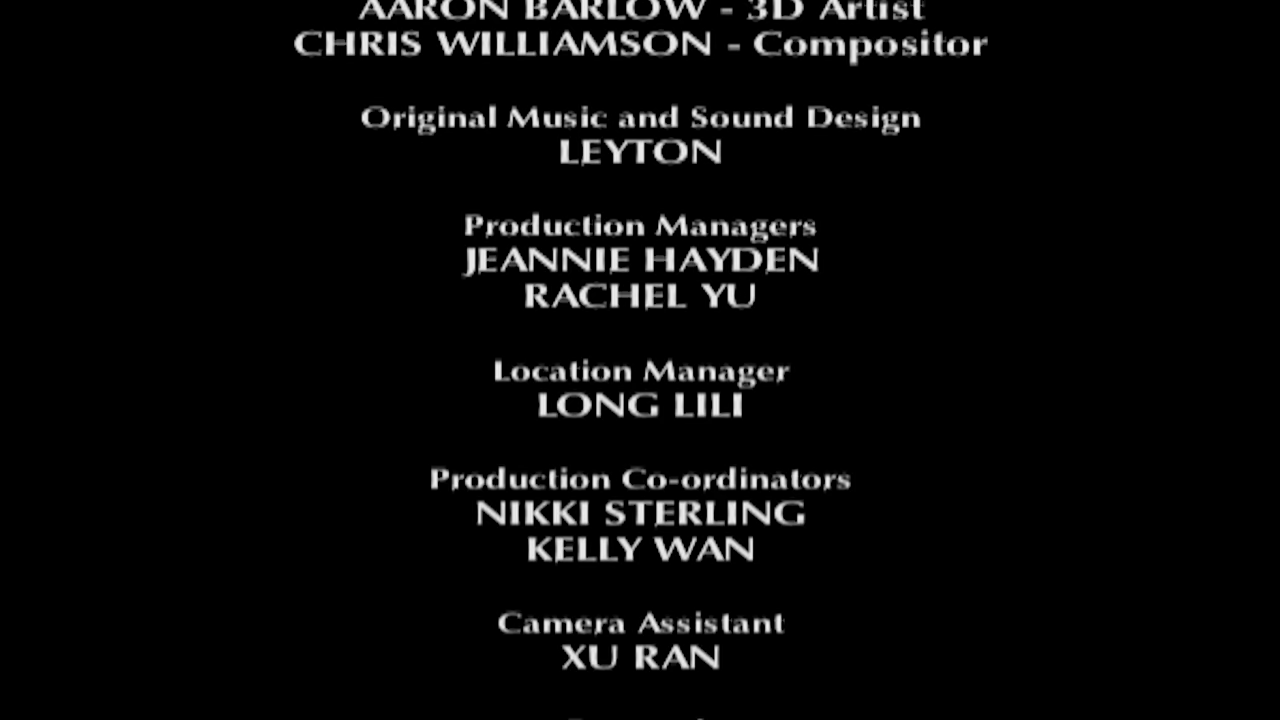 AARON BARLOW - 3D Artist
CHRIS WILLIAMSON - Compositor
Original Music and Sound Design
LEYTON
Production Managers
JEANNIE HAYDEN
RACHEL YU
Location Manager
LONG LILI
Production Co-ordinators
NIKKI STERLING
KELLY WAN
Camera Assistant
XU RAN